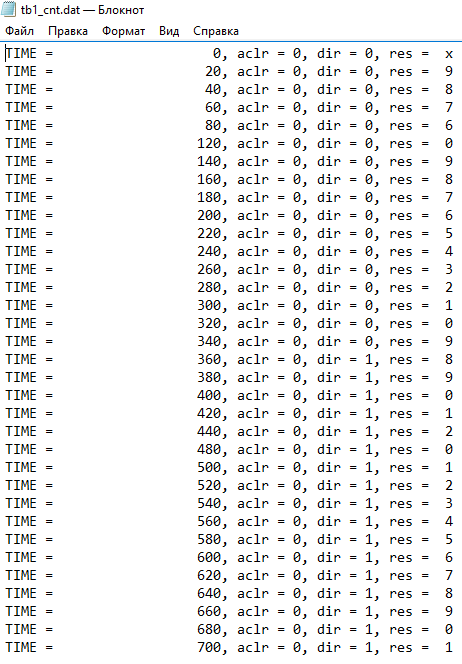 tb1_cnt.dat — Блокнот
Файл Правка Формат Вид Справка
TIME = 0, aclr = 0, dir = 0, res = x
TIME = 20, aclr = 0, dir = 0, res = 9
TIME = 40, aclr = 0, dir = 0, res = 8
TIME = 60, aclr = 0, dir = 0, res = 7
TIME = 80, aclr = 0, dir = 0, res = 6
TIME = 120, aclr = 0, dir = 0, res = 0
TIME = 140, aclr = 0, dir = 0, res = 9
TIME = 160, aclr = 0, dir = 0, res = 8
TIME = 180, aclr = 0, dir = 0, res = 7
TIME = 200, aclr = 0, dir = 0, res = 6
TIME = 220, aclr = 0, dir = 0, res = 5
TIME = 240, aclr = 0, dir = 0, res = 4
TIME = 260, aclr = 0, dir = 0, res = 3
TIME = 280, aclr = 0, dir = 0, res = 2
TIME = 300, aclr = 0, dir = 0, res = 1
TIME = 320, aclr = 0, dir = 0, res = 0
TIME = 340, aclr = 0, dir = 0, res = 9
TIME = 360, aclr = 0, dir = 1, res = 8
TIME = 380, aclr = 0, dir = 1, res = 9
TIME = 400, aclr = 0, dir = 1, res = 0
TIME = 420, aclr = 0, dir = 1, res = 1
TIME = 440, aclr = 0, dir = 1, res = 2
TIME = 480, aclr = 0, dir = 1, res = 0
TIME = 500, aclr = 0, dir = 1, res = 1
TIME = 520, aclr = 0, dir = 1, res = 2
TIME = 540, aclr = 0, dir = 1, res = 3
TIME = 560, aclr = 0, dir = 1, res = 4
TIME = 580, aclr = 0, dir = 1, res = 5
TIME = 600, aclr = 0, dir = 1, res = 6
TIME = 620, aclr = 0, dir = 1, res = 7
TIME = 640, aclr = 0, dir = 1, res = 8
TIME = 660, aclr = 0, dir = 1, res = 9
TIME = 680, aclr = 0, dir = 1, res = 0
TIME = 700, aclr = 0, dir = 1, res = 1